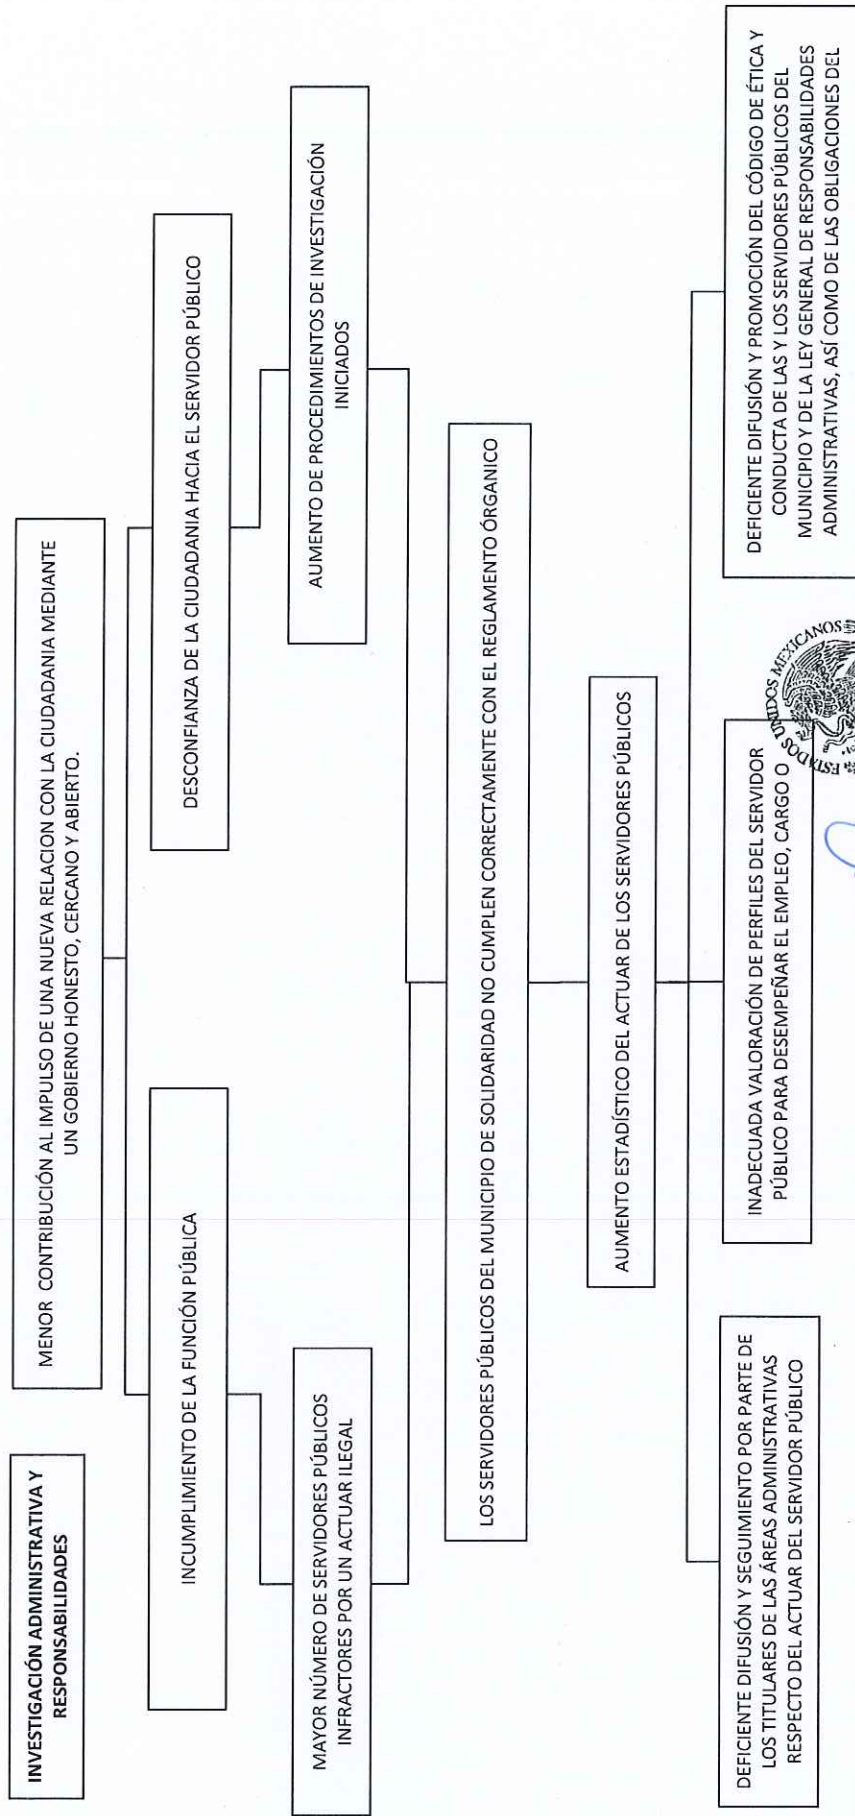 INVESTIGACIÓN ADMINISTRATIVA Y
RESPONSABILIDADES
MENOR CONTRIBUCIÓN AL IMPULSO DE UNA NUEVA RELACION CON LA CIUDADANIA MEDIANTE
UN GOBIERNO HONESTO, CERCANO Y ABIERTO.
INCUMPLIMIENTO DE LA FUNCIÓN PÚBLICA
DESCONFIANZA DE LA CIUDADANIA HACIA EL SERVIDOR PÚBLICO
MAYOR NÚMERO DE SERVIDORES PÚBLICOS
INFRACTORES POR UN ACTUAR ILEGAL
AUMENTO DE PROCEDIMIENTOS DE INVESTIGACIÓN
INICIADOS
LOS SERVIDORES PÚBLICOS DEL MUNICIPIO DE SOLIDARIDAD NO CUMPLEN CORRECTAMENTE CON EL REGLAMENTO ÓRGANICO
AUMENTO ESTADÍSTICO DEL ACTUAR DE LOS SERVIDORES PÚBLICOS
DEFICIENTE DIFUSIÓN Y SEGUIMIENTO POR PARTE DE
LOS TITULARES DE LAS ÁREAS ADMINISTRATIVAS
RESPECTO DEL ACTUAR DEL SERVIDOR PÚBLICO
INADECUADA VALORACIÓN DE PERFILES DEL SERVIDOR
PÚBLICO PARA DESEMPEÑAR EL EMPLEO, CARGO O
DEFICIENTE DIFUSIÓN Y PROMOCIÓN DEL CÓDIGO DE ÉTICA Y
CONDUCTA DE LAS Y LOS SERVIDORES PÚBLICOS DEL
MUNICIPIO Y DE LA LEY GENERAL DE RESPONSABILIDADES
ADMINISTRATIVAS, ASÍ COMO DE LAS OBLIGACIONES DEL
ESTADOS UNIDOS MEXICANOS